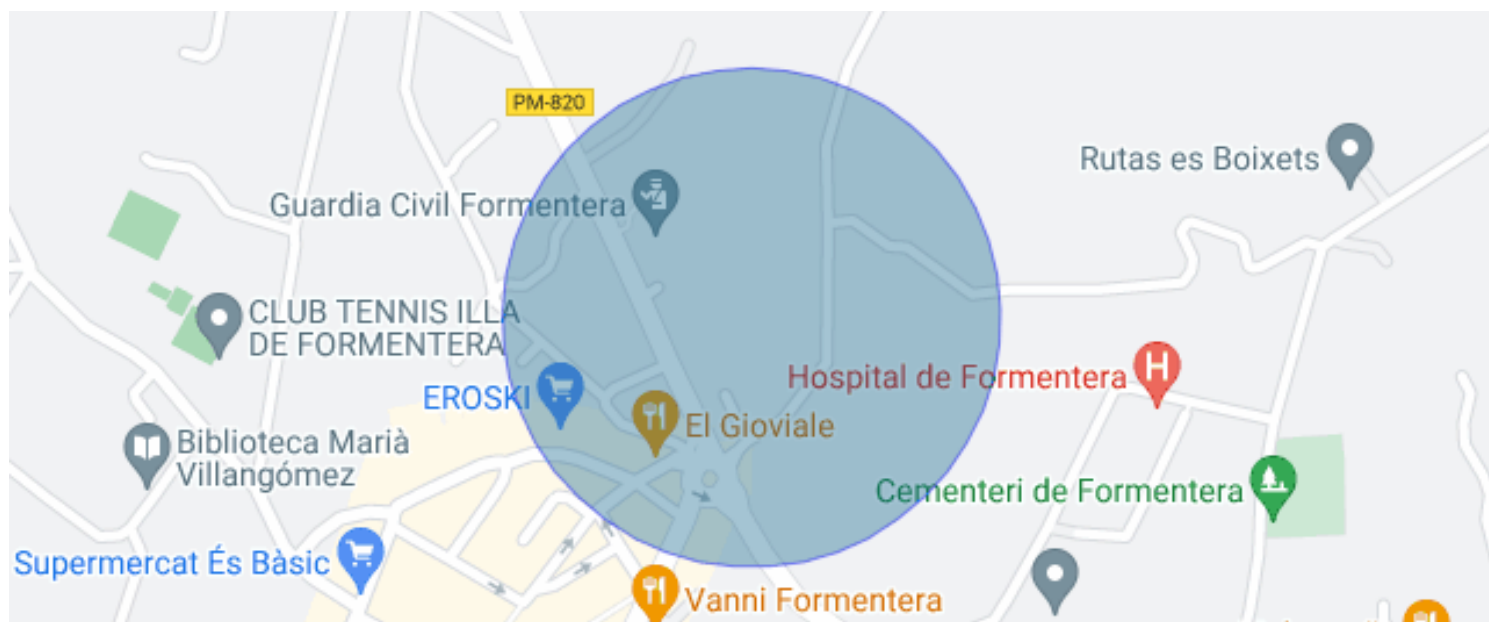 PM-820
Rutas es Boixets
Guardia Civil Formentera
CLUB TENNIS ILLA
DE FORMENTERA
Hospital de Formentera
H
EROSKI
El Gioviale
Biblioteca Marià
Villangómez
Cementeri de Formentera
Supermercat És Bàsic
Vanni Formentera